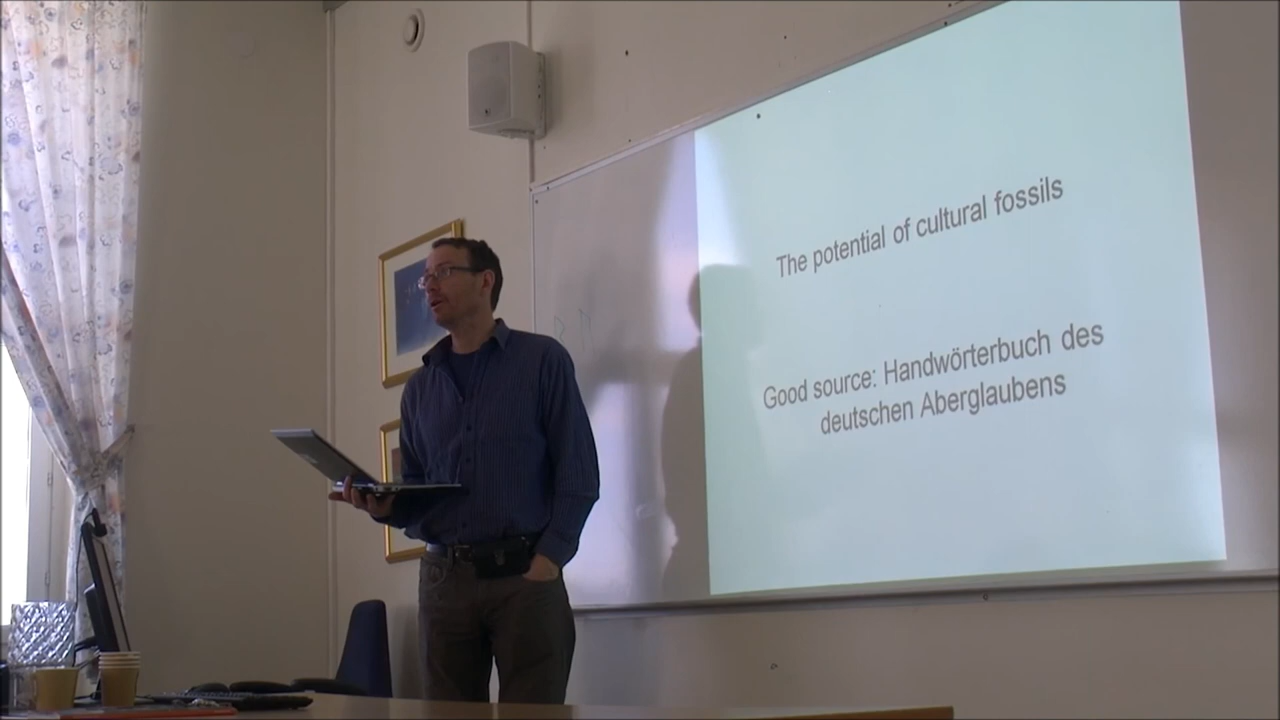 The potential of cultural fossils
Good source: Handwörterbuch des
deutschen Aberglaubens